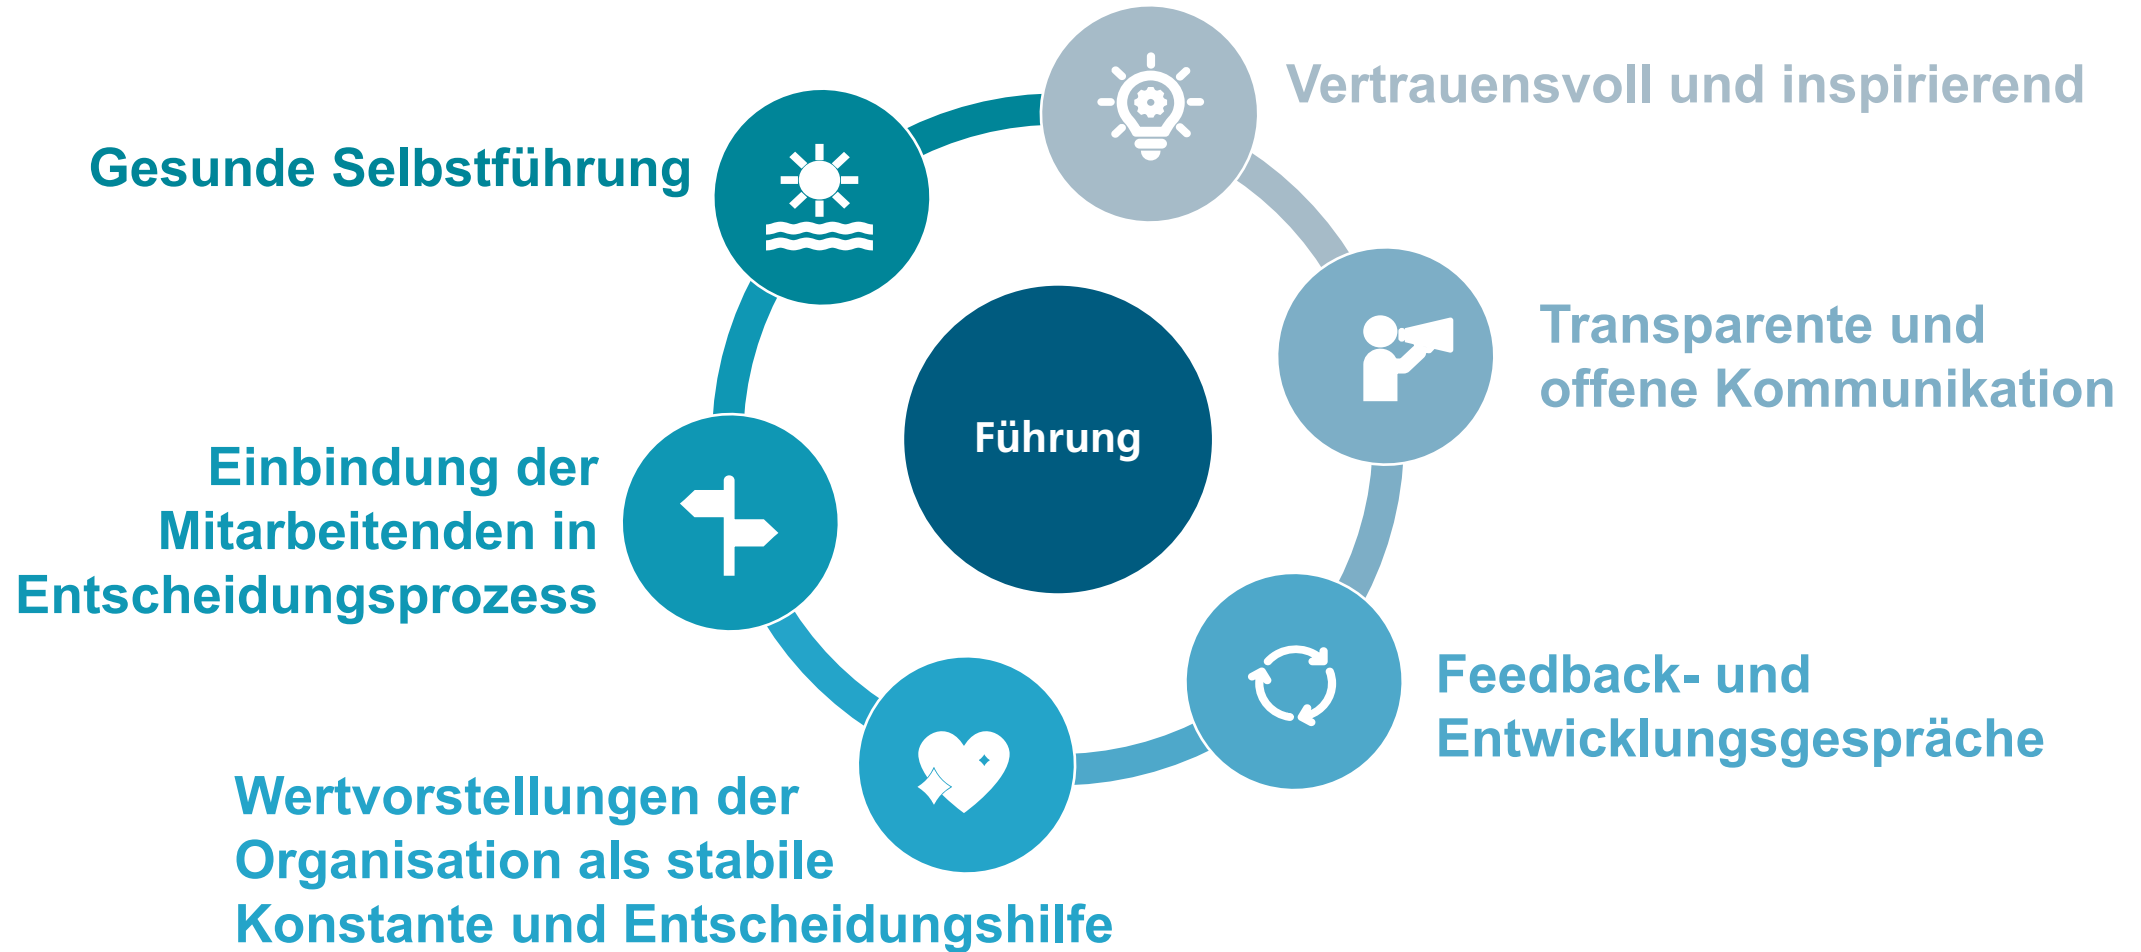 Vertrauensvoll und inspirierend
Transparente und
offene Kommunikation
Feedback- und
Entwicklungsgespräche
Wertvorstellungen der
Organisation als stabile
Konstante und Entscheidungshilfe
Einbindung der
Mitarbeitenden in
Entscheidungsprozess
Gesunde Selbstführung
Führung